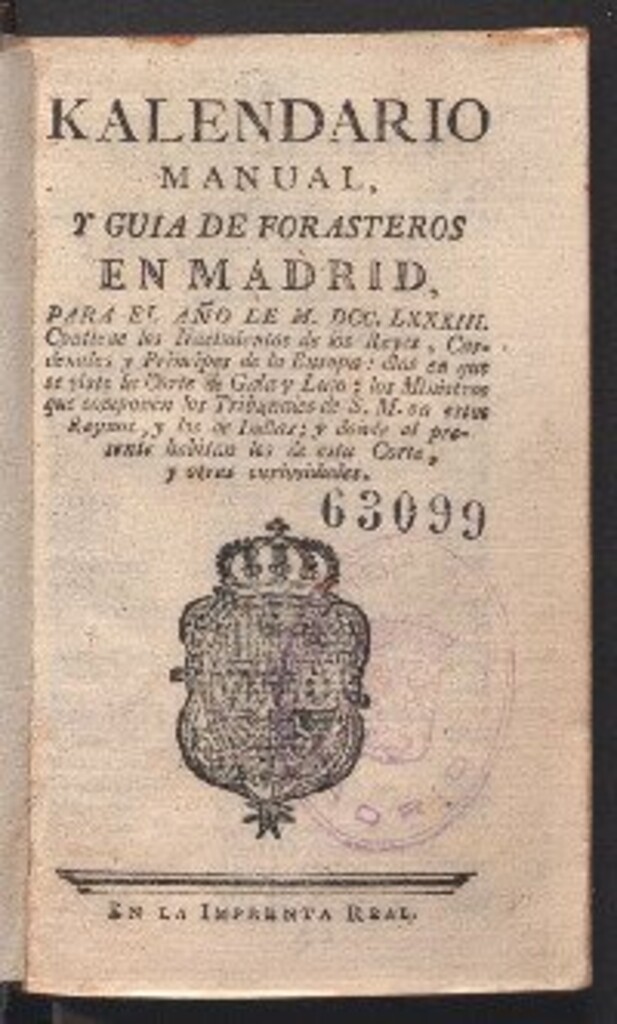 KALENDARIO
MANUAL,
Y GUIA DE FORASTEROS
EN MADRID,
PARA EL AÑO DE M. DCC. LXXXIII.
Contiene los Nacimientos de los Reyes, Car-
denales y Principes de la Europa: dias en que
se viste la Corte de Gala y Luto: los Ministros
que componen los Tribunales de S. M. en estos
Reynos, y los de Indias; y donde al pre-
sente habitan los de esta Corte,
y otras curiosidades.
63099
EN LA IMPRENTA REAL.